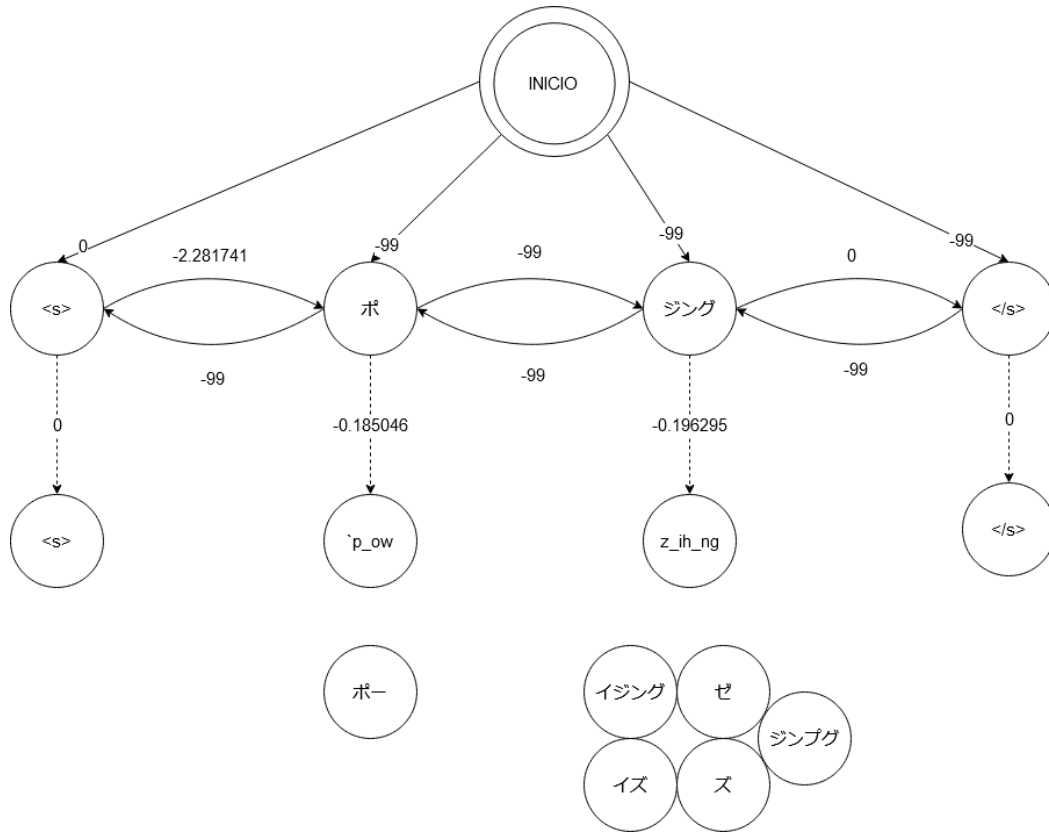 INICIO
0
-99
-99
-99
-2.281741
-99
0
<s>
ポ
ジング
</s>
-99
-99
-99
0
-0.185046
-0.196295
0
<s>
`p_ow
z_ih_ng
</s>
ポー
イジング
ゼ
ジンプグ
イズ
ズ